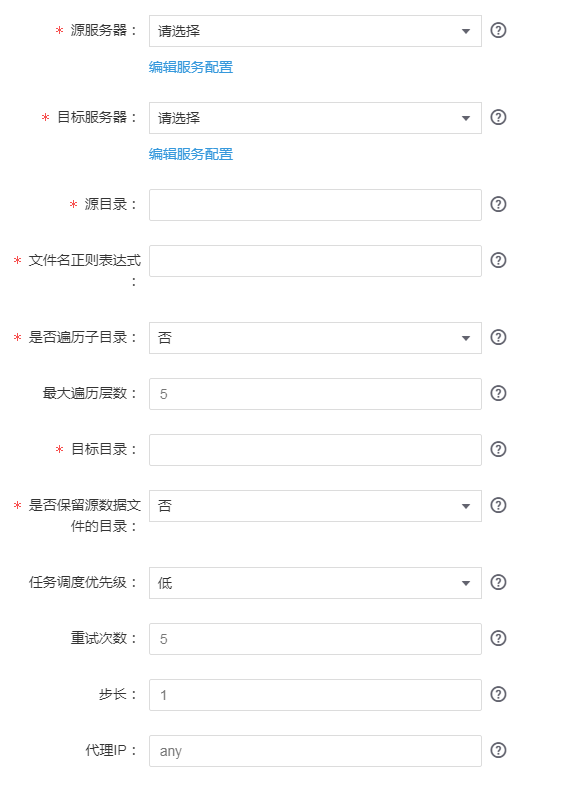 * 源服务器： 请选择
编辑服务配置
* 目标服务器： 请选择
编辑服务配置
* 源目录：
* 文件名正则表达式
：
* 是否遍历子目录： 否
最大遍历层数： 5
* 目标目录：
* 是否保留源数据文 否
件的目录：
任务调度优先级： 低
重试次数： 5
步长： 1
代理IP： any